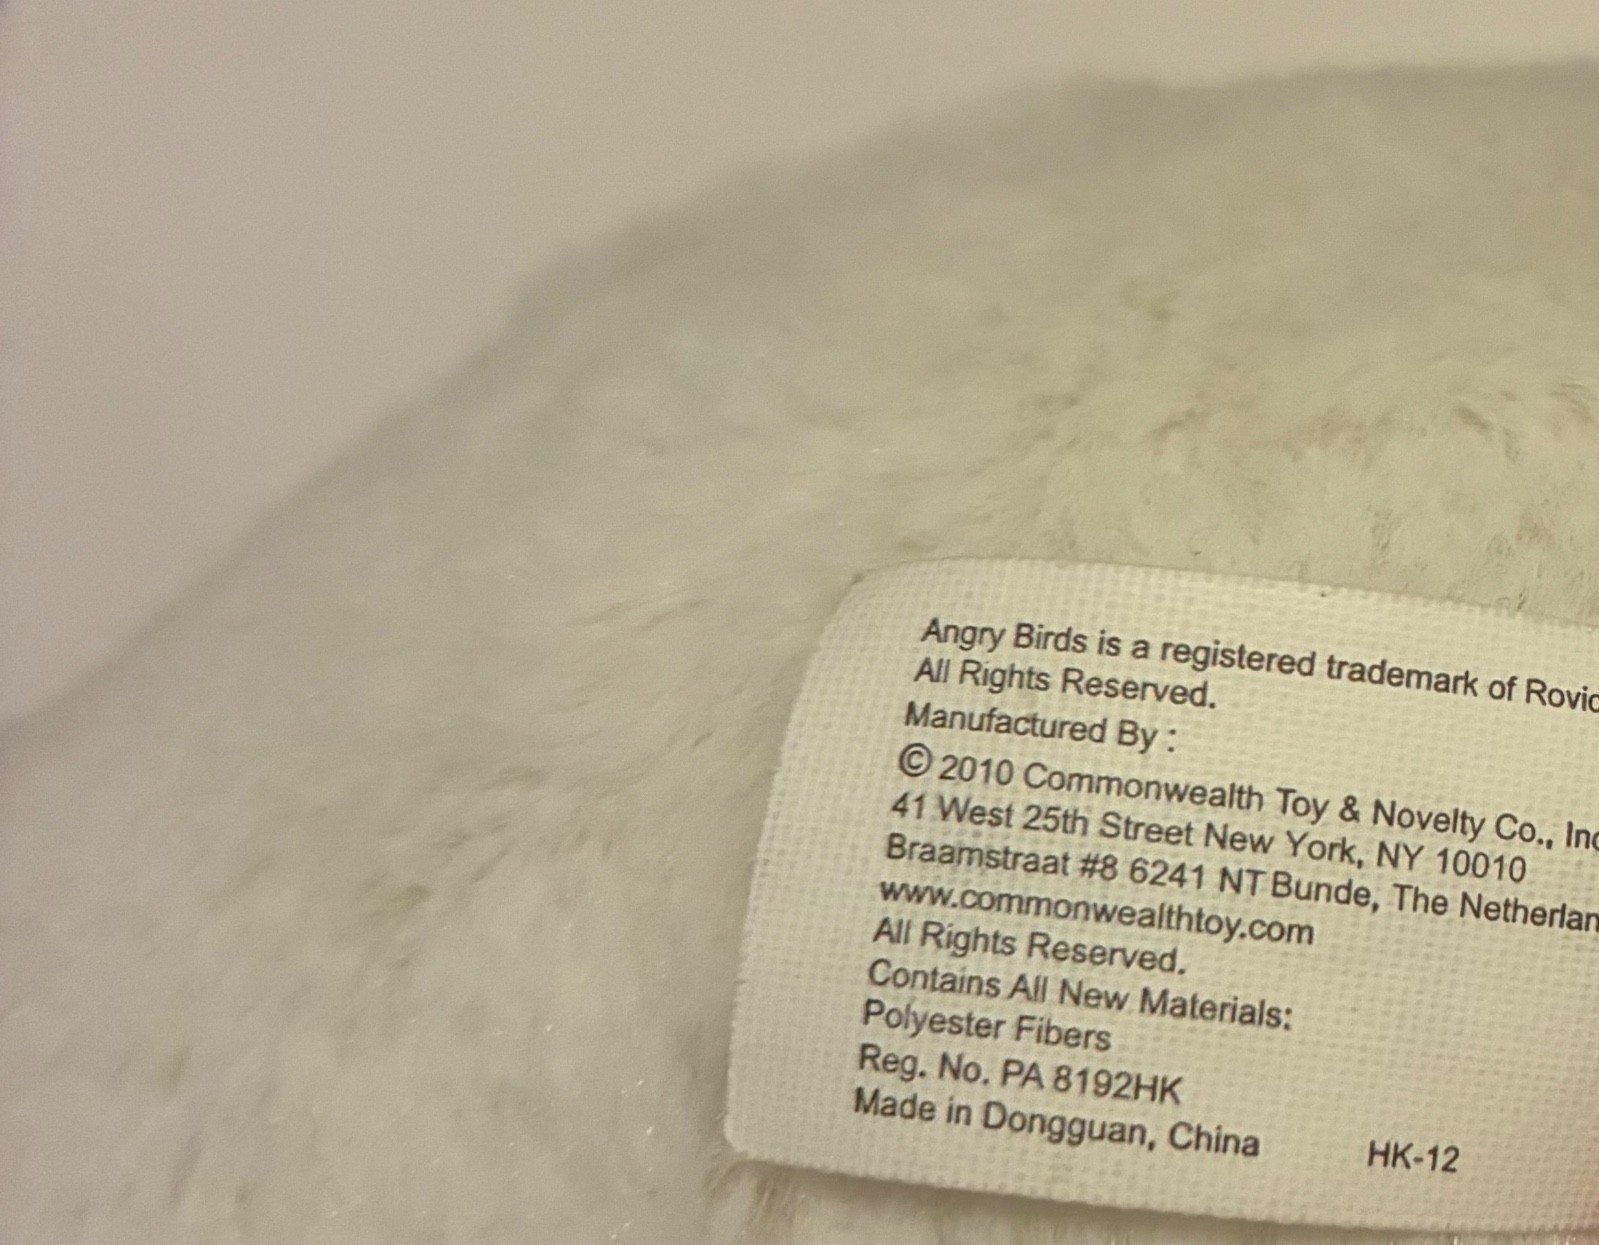 Angry Birds is a registered trademark of
All Rights Reserved.
Manufactured By :
© 2010 Commonwealth Toy & Novelty Co.,
41 West 25th Street New York, NY 10010
Braamstraat #8 6241 NT Bunde, The
www.commonwealthtoy.com
All Rights Reserved.
Contains All New Materials:
Polyester Fibers
Reg. No. PA 8192HK
Made in Dongguan, China HK-12